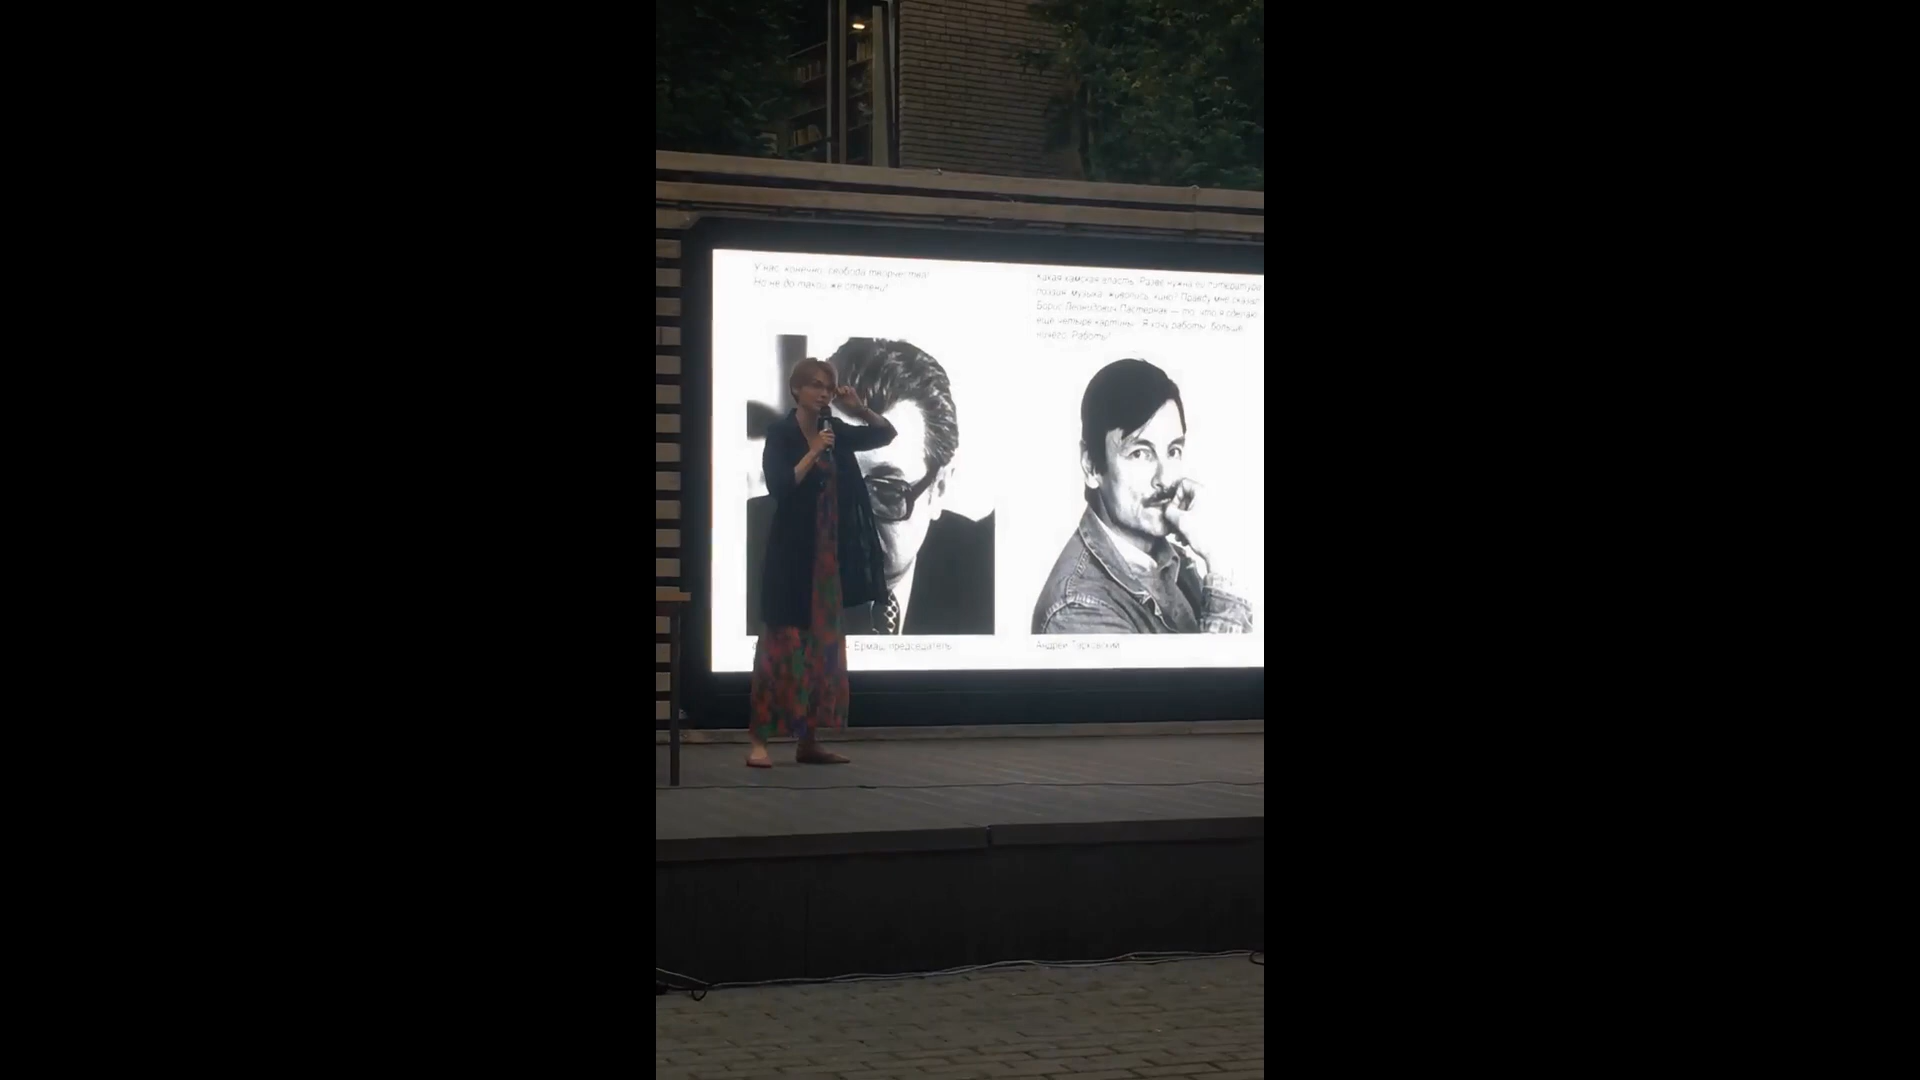 У нас, конечно, свобода творчества!
Но не до такой же степени!
Какая хамская власть! Разве нужна ей литература,
поэзия, музыка, живопись, кино? Правду мне сказал
Борис Леонидович Пастернак — то, что я сделаю
ещё четыре картины. Я хочу работы. Больше
ничего. Работы!
Ермаш, председатель
Андрей Тарковский